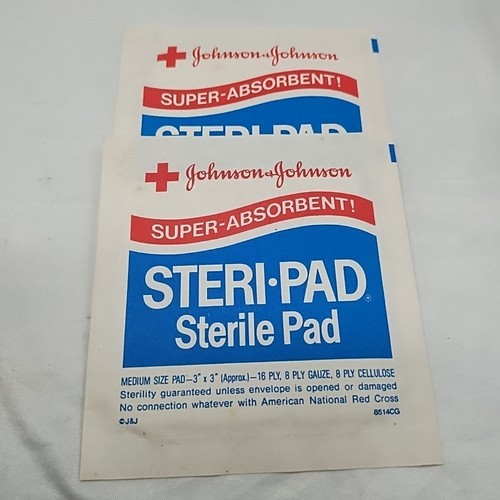 Johnson & Johnson
SUPER-ABSORBENT!
STERI-PAD
Johnson & Johnson
SUPER-ABSORBENT!
STERI·PAD®
Sterile Pad
MEDIUM SIZE PAD—3" x 3" (Approx.)—16 PLY, 8 PLY GAUZE, 8 PLY CELLULOSE
Sterility guaranteed unless envelope is opened or damaged
No connection whatever with American National Red Cross
©J&J 8514CG